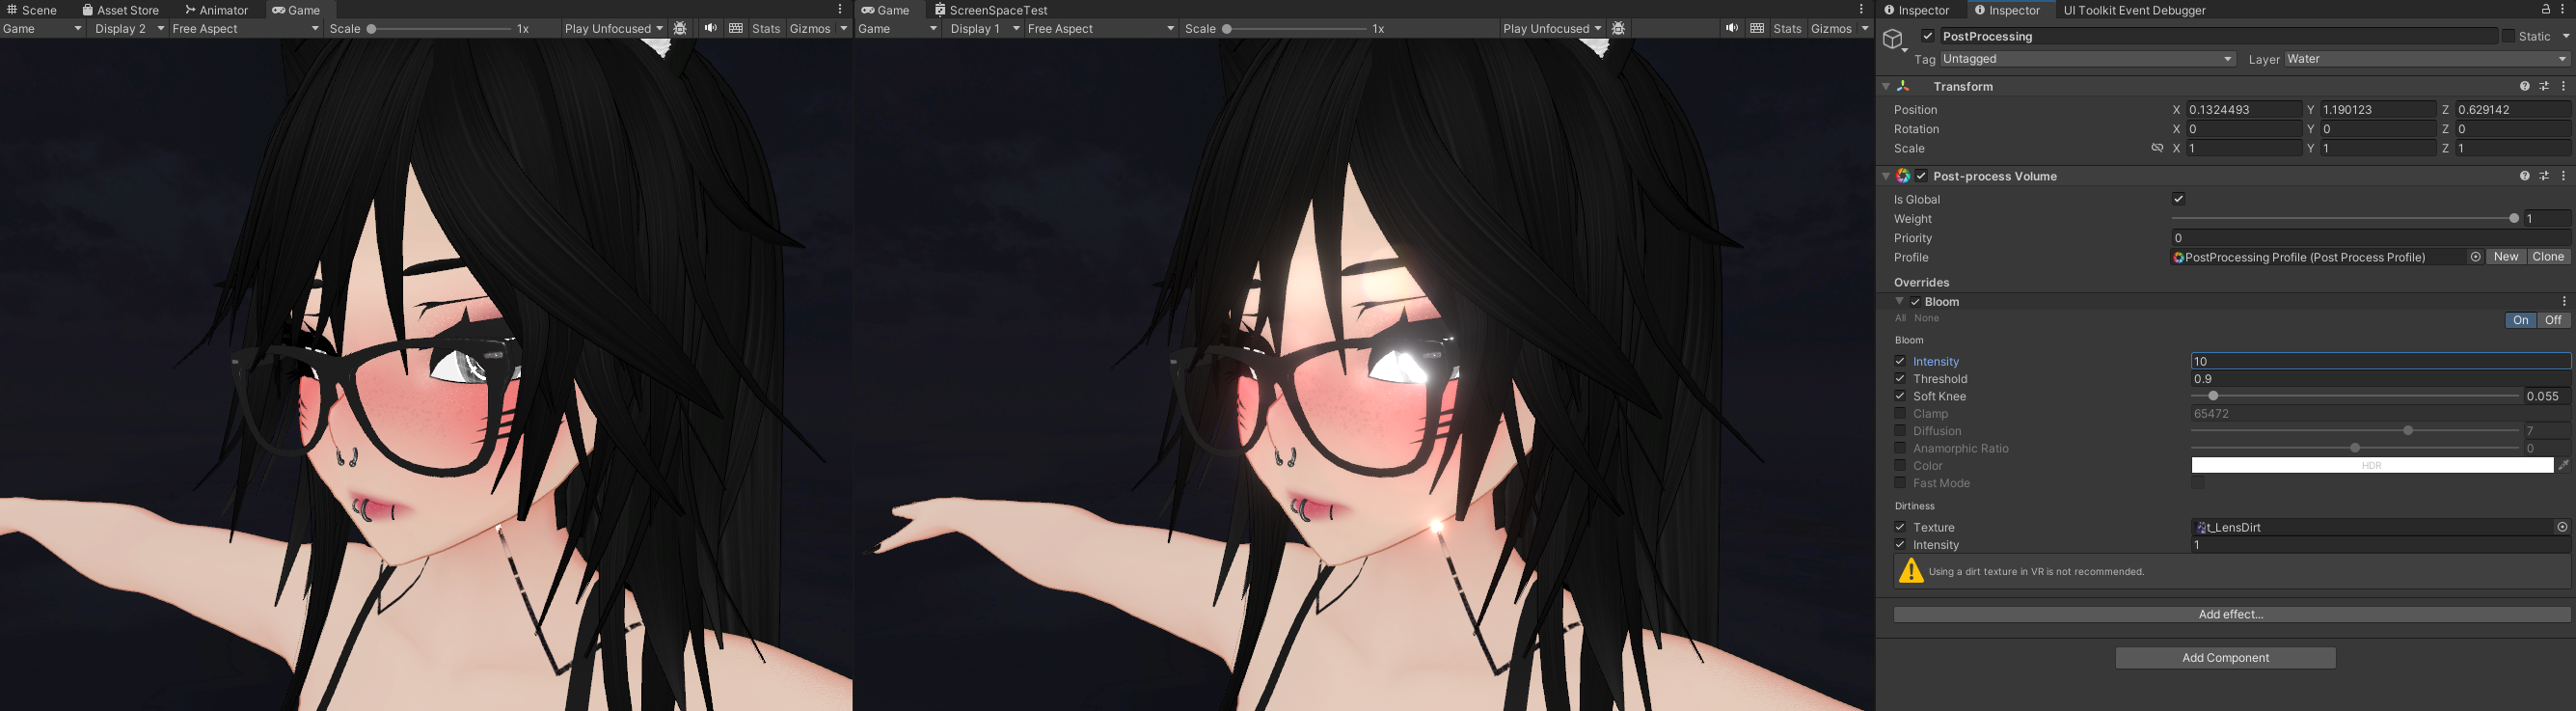 Scene Asset Store Animator Game
Game Display 2 Free Aspect Scale 1x Play Unfocused Stats Gizmos
Game ScreenSpaceTest
Game Display 1 Free Aspect Scale 1x Play Unfocused Stats Gizmos
Inspector Inspector UI Toolkit Event Debugger
PostProcessing Static
Tag Untagged Layer Water
Transform
Position X 0.1324493 Y 1.190123 Z 0.629142
Rotation X 0 Y 0 Z 0
Scale X 1 Y 1 Z 1
Post-process Volume
Is Global
Weight 1
Priority 0
Profile PostProcessing Profile (Post Process Profile) New Clone
Overrides
Bloom
All None On Off
Bloom
Intensity 10
Threshold 0.9
Soft Knee 0.055
Clamp 65472
Diffusion 7
Anamorphic Ratio 0
Color HDR
Fast Mode
Dirtiness
Texture t_LensDirt
Intensity 1
Using a dirt texture in VR is not recommended.
Add effect...
Add Component